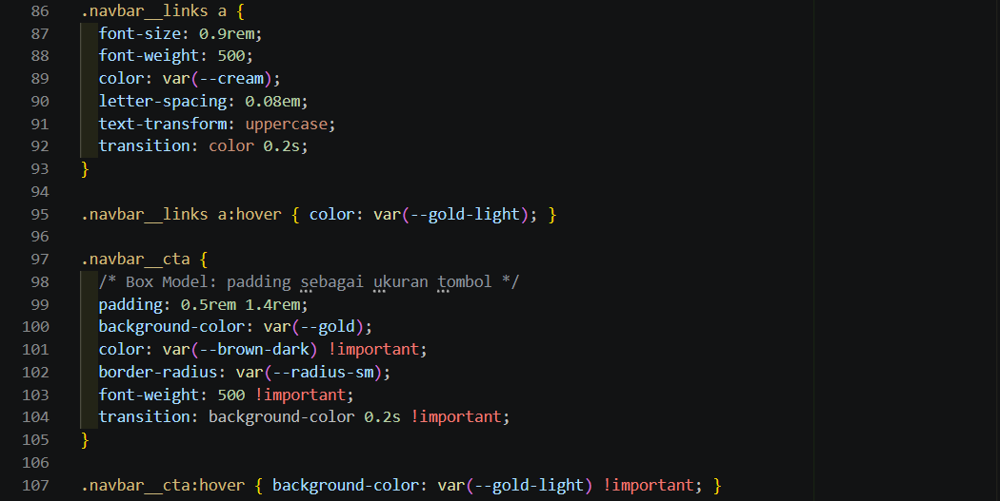 86 .navbar__links a {
87 font-size: 0.9rem;
88 font-weight: 500;
89 color: var(--cream);
90 letter-spacing: 0.08em;
91 text-transform: uppercase;
92 transition: color 0.2s;
93 }
94
95 .navbar__links a:hover { color: var(--gold-light); }
96
97 .navbar__cta {
98 /* Box Model: padding sebagai ukuran tombol */
99 padding: 0.5rem 1.4rem;
100 background-color: var(--gold);
101 color: var(--brown-dark) !important;
102 border-radius: var(--radius-sm);
103 font-weight: 500 !important;
104 transition: background-color 0.2s !important;
105 }
106
107 .navbar__cta:hover { background-color: var(--gold-light) !important; }